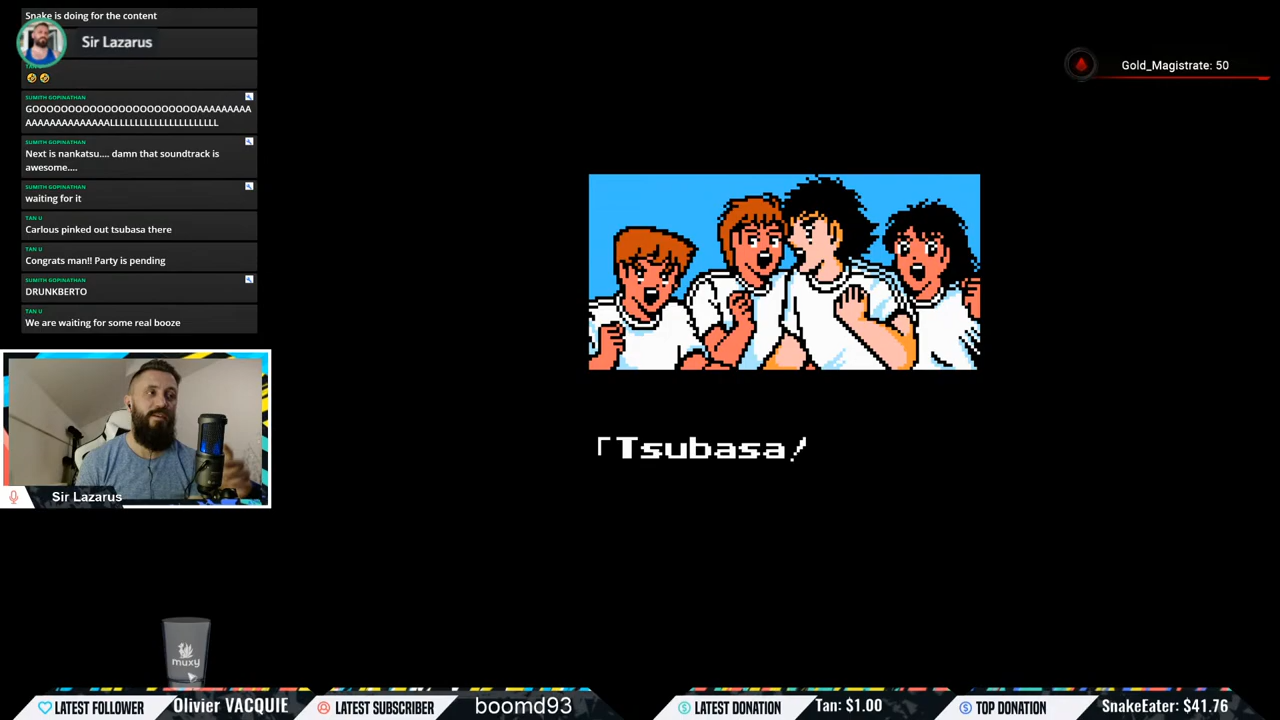 Snake is doing for the content
Sir Lazarus
SUMITH GOPINATHAN
GOOOOOOOOOOOOOOOOOOOOOOOAAAAAAAAA
AAAAAAAAAAAAAALLLLLLLLLLLLLLLLLLLLL
SUMITH GOPINATHAN
Next is nankatsu.... damn that soundtrack is
awesome....
SUMITH GOPINATHAN
waiting for it
TAN U
Carlous pinked out tsubasa there
TAN U
Congrats man!! Party is pending
SUMITH GOPINATHAN
DRUNKBERTO
TAN U
We are waiting for some real booze
Gold_Magistrate: 50
「Tsubasa!
Sir Lazarus
muxy
LATEST FOLLOWER
Olivier VACQUIE
LATEST SUBSCRIBER
boomd93
LATEST DONATION
Tan: $1.00
TOP DONATION
SnakeEater: $41.76